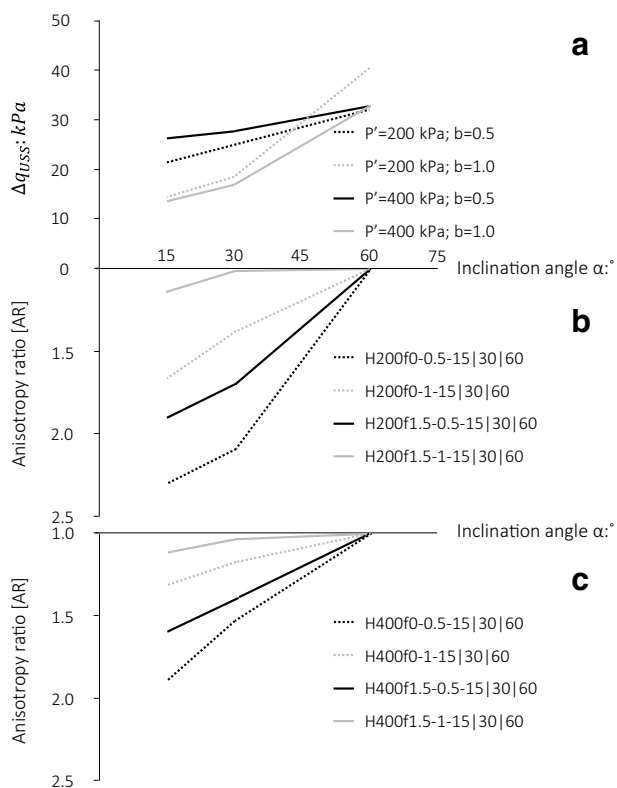 50
a
40
ΔqUSS: kPa
30
20
10
P'=200 kPa; b=0.5
P'=200 kPa; b=1.0
P'=400 kPa; b=0.5
P'=400 kPa; b=1.0
15 30 45 60 75
0
Inclination angle α:°
b
Anisotropy ratio [AR]
1.5
2.0
2.5
H200f0-0.5-15|30|60
H200f0-1-15|30|60
H200f1.5-0.5-15|30|60
H200f1.5-1-15|30|60
1.0
Inclination angle α:°
c
Anisotropy ratio [AR]
1.5
2.0
2.5
H400f0-0.5-15|30|60
H400f0-1-15|30|60
H400f1.5-0.5-15|30|60
H400f1.5-1-15|30|60